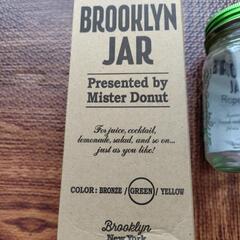 BROOKLYN
JAR
Presented by
Mister Donut
For juice, cocktail,
lemonade, salad, and so on...
just as you like!
COLOR : BRONZE / GREEN / YELLOW
Brooklyn
New York